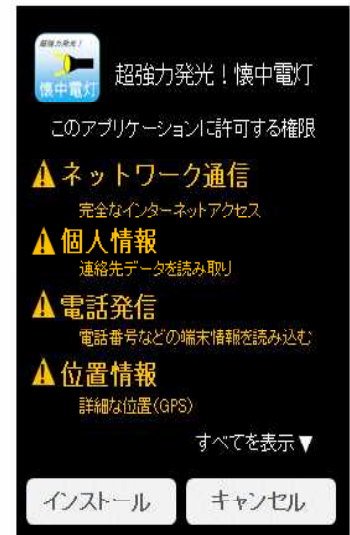 超強力発光！
懐中電灯
超強力発光！懐中電灯
このアプリケーションに許可する権限
ネットワーク通信
完全なインターネットアクセス
個人情報
連絡先データを読み取り
電話発信
電話番号などの端末情報を読み込む
位置情報
詳細な位置(GPS)
すべてを表示▼
インストール
キャンセル